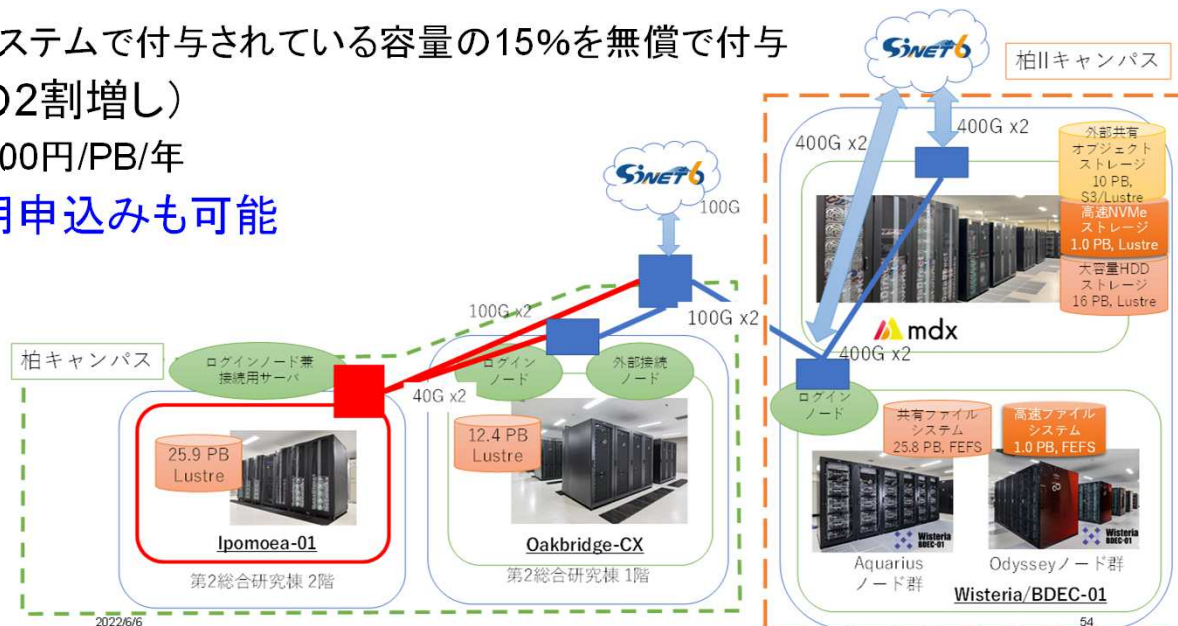 ステムで付与されている容量の15%を無償で付与
の2割増し）
00円/PB/年
用申込みも可能
SINET6
柏IIキャンパス
400G x2
400G x2
外部共有
オブジェクト
ストレージ
10 PB,
S3/Lustre
高速NVMe
ストレージ
1.0 PB, Lustre
大容量HDD
ストレージ
16 PB, Lustre
mdx
SINET6
100G
100G x2
100G x2
400G x2
柏キャンパス
ログインノード兼
接続用サーバ
40G x2
ログイン
ノード
外部接続
ノード
ログイン
ノード
25.9 PB
Lustre
12.4 PB
Lustre
共有ファイル
システム
25.8 PB, FEFS
高速ファイル
システム
1.0 PB, FEFS
Ipomoea-01
第2総合研究棟 2階
Oakbridge-CX
第2総合研究棟 1階
Wisteria
BDEC-01
Wisteria
BDEC-01
Aquarius
ノード群
Odysseyノード群
Wisteria/BDEC-01
2022/6/6
54